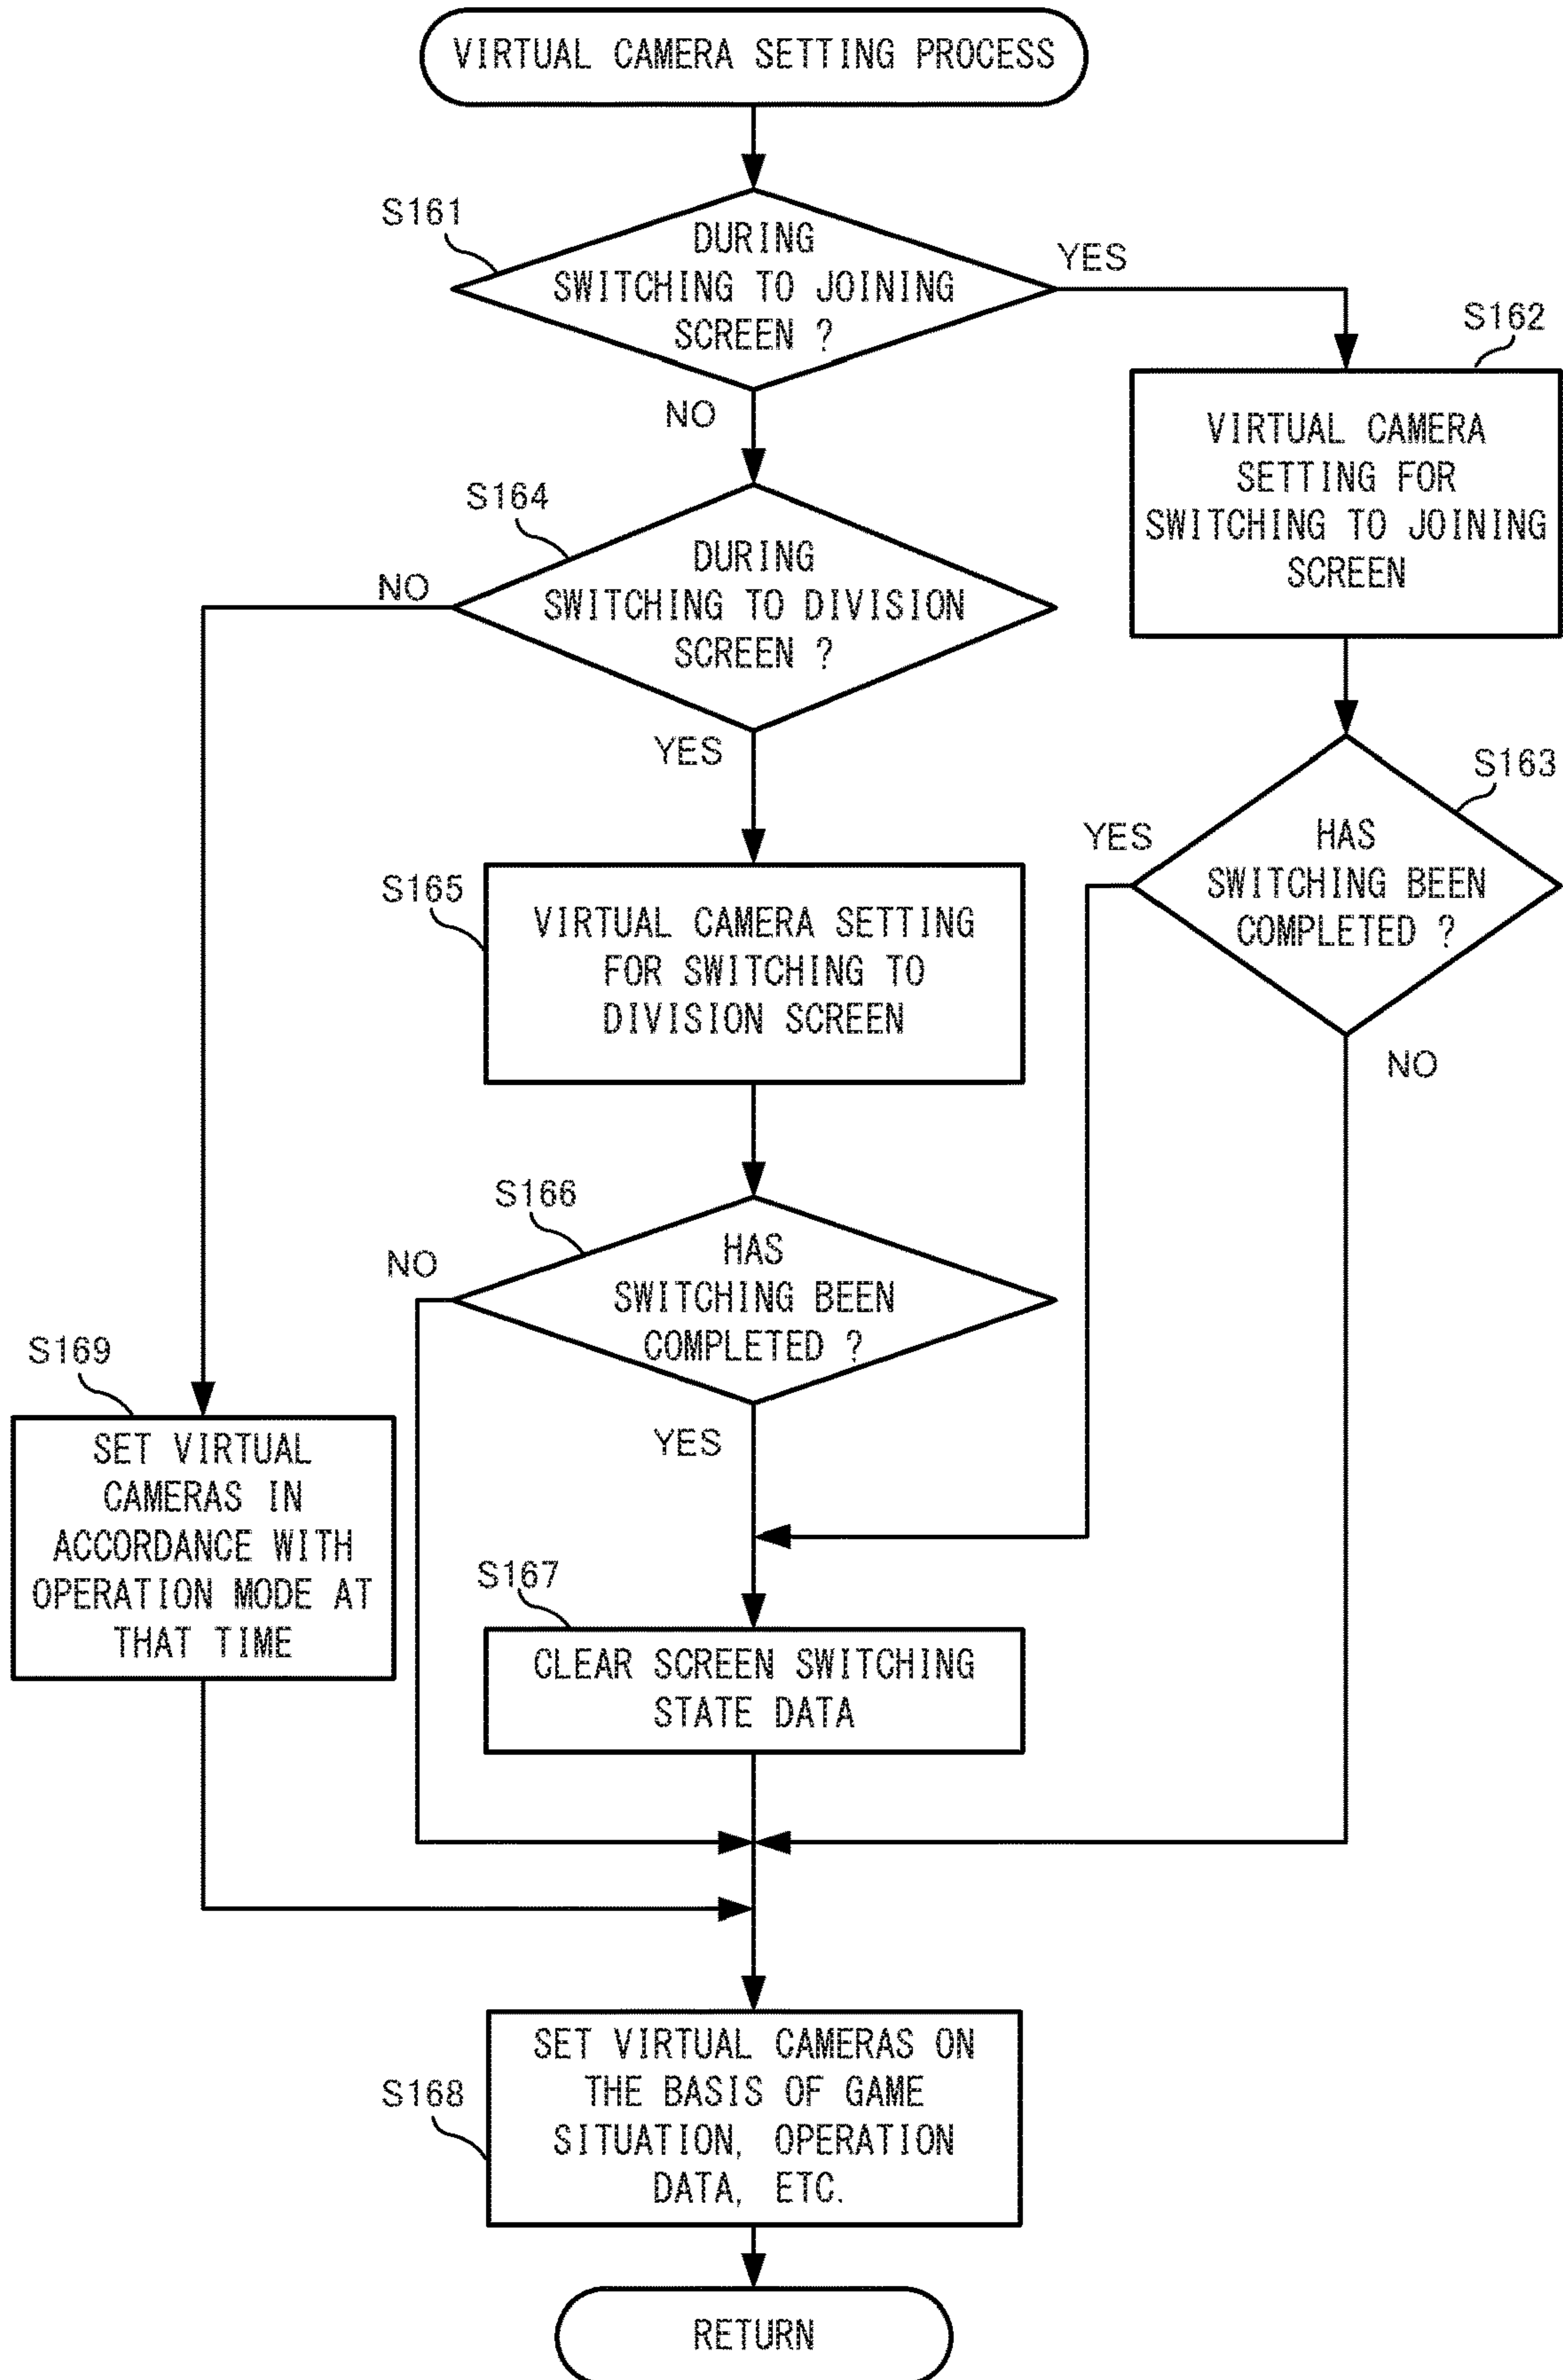 VIRTUAL CAMERA SETTING PROCESS
S161
DURING
SWITCHING TO JOINING
SCREEN ?
YES
NO
S162
VIRTUAL CAMERA
SETTING FOR
SWITCHING TO JOINING
SCREEN
S164
DURING
SWITCHING TO DIVISION
SCREEN ?
NO
YES
S163
HAS
SWITCHING BEEN
COMPLETED ?
YES
NO
S165
VIRTUAL CAMERA SETTING
FOR SWITCHING TO
DIVISION SCREEN
S166
HAS
SWITCHING BEEN
COMPLETED ?
NO
YES
S169
SET VIRTUAL
CAMERAS IN
ACCORDANCE WITH
OPERATION MODE AT
THAT TIME
S167
CLEAR SCREEN SWITCHING
STATE DATA
S168
SET VIRTUAL CAMERAS ON
THE BASIS OF GAME
SITUATION, OPERATION
DATA, ETC.
RETURN